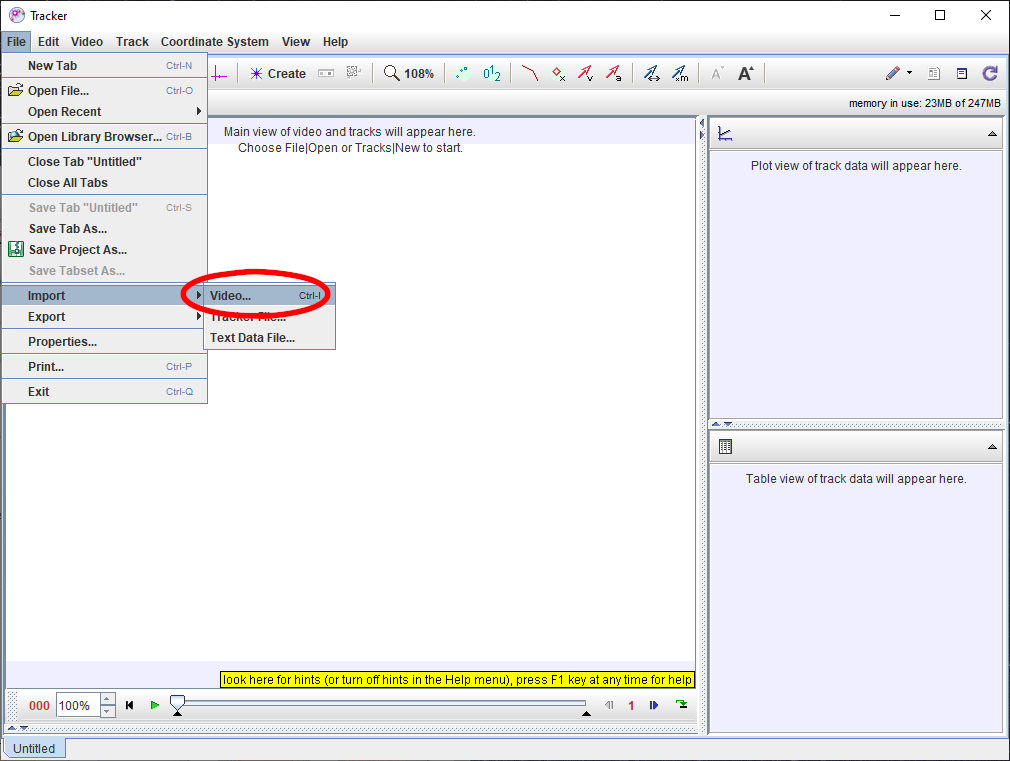 Tracker
File Edit Video Track Coordinate System View Help
New Tab Ctrl-N
Open File... Ctrl-O
Open Recent
Open Library Browser... Ctrl-B
Close Tab "Untitled"
Close All Tabs
Save Tab "Untitled" Ctrl-S
Save Tab As...
Save Project As...
Save Tabset As...
Import
Export
Properties...
Print... Ctrl-P
Exit Ctrl-Q
Video... Ctrl-I
Tracker File...
Text Data File...
Create 108%
memory in use: 23MB of 247MB
Main view of video and tracks will appear here.
Choose File|Open or Tracks|New to start.
Plot view of track data will appear here.
Table view of track data will appear here.
look here for hints (or turn off hints in the Help menu), press F1 key at any time for help
000 100% 1
Untitled